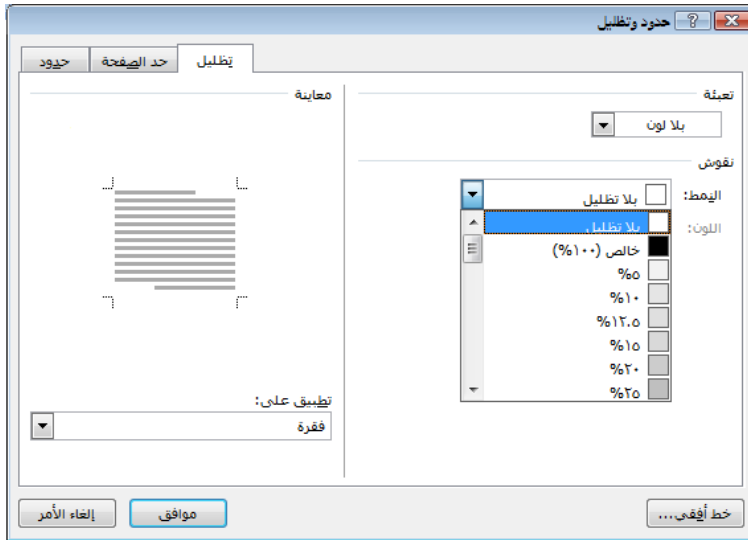 حدود وتظليل
تظليل
حد الصفحة
حدود
تعبئة
بلا لون
نقوش
النمط:
بلا تظليل
اللون:
بلا تظليل
خالص (١٠٠%)
٥%
١٠%
١٢.٥%
١٥%
٢٠%
٢٥%
معاينة
تطبيق على:
فقرة
خط أفقي...
موافق
إلغاء الأمر